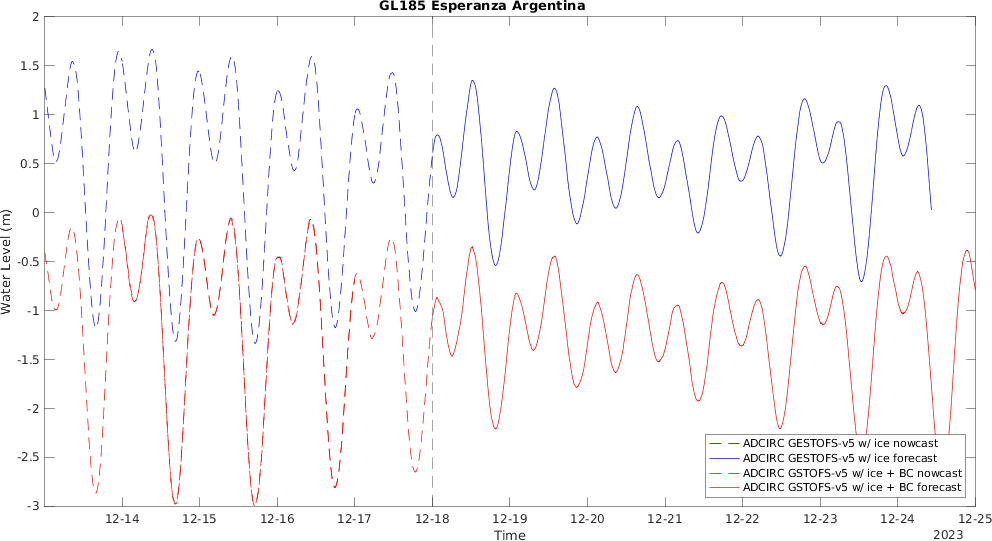 GL185 Esperanza Argentina
2
1.5
1
0.5
0
-0.5
-1
-1.5
-2
-2.5
-3
Water Level (m)
12-14 12-15 12-16 12-17 12-18 12-19 12-20 12-21 12-22 12-23 12-24 12-25
Time
2023
ADCIRC GESTOFS-v5 w/ ice nowcast
ADCIRC GESTOFS-v5 w/ ice forecast
ADCIRC GSTOFS-v5 w/ ice + BC nowcast
ADCIRC GSTOFS-v5 w/ ice + BC forecast